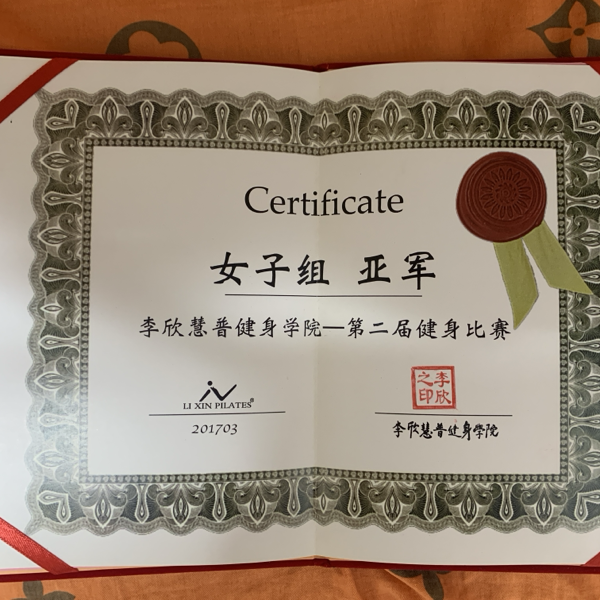 Certificate
女子组 亚军
李欣慧普健身学院—第二届健身比赛
LI XIN PILATES®
201703
李欣之印
李欣慧普健身学院